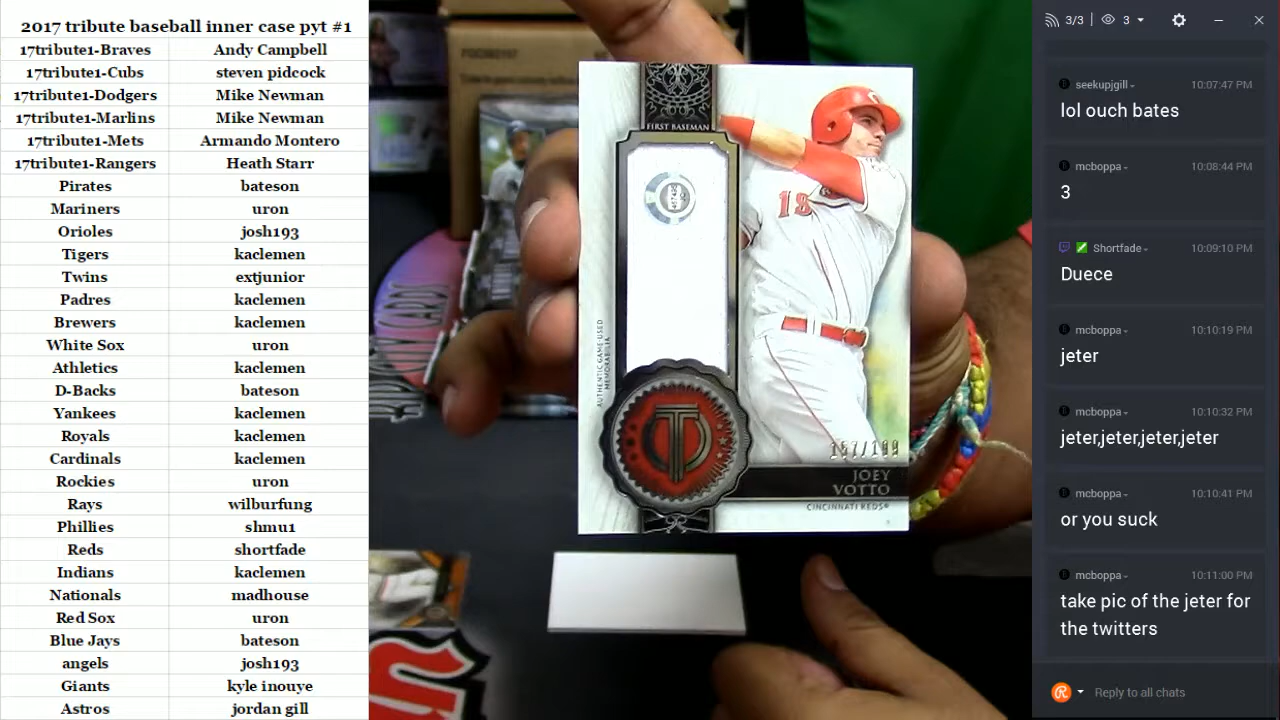 2017 tribute baseball inner case pyt #1
17tribute1-Braves Andy Campbell
17tribute1-Cubs steven pidcock
17tribute1-Dodgers Mike Newman
17tribute1-Marlins Mike Newman
17tribute1-Mets Armando Montero
17tribute1-Rangers Heath Starr
Pirates bateson
Mariners uron
Orioles josh193
Tigers kaclemen
Twins extjunior
Padres kaclemen
Brewers kaclemen
White Sox uron
Athletics kaclemen
D-Backs bateson
Yankees kaclemen
Royals kaclemen
Cardinals kaclemen
Rockies uron
Rays wilburfung
Phillies shmu1
Reds shortfade
Indians kaclemen
Nationals madhouse
Red Sox uron
Blue Jays bateson
angels josh193
Giants kyle inouye
Astros jordan gill
FIRST BASEMAN
18
AUTHENTIC GAME-USED
MEMORABILIA
157/199
JOEY
VOTTO
CINCINNATI REDS®
3/3 3
seekupjgill 10:07:47 PM
lol ouch bates
mcboppa 10:08:44 PM
3
Shortfade 10:09:10 PM
Duece
mcboppa 10:10:19 PM
jeter
mcboppa 10:10:32 PM
jeter,jeter,jeter,jeter
mcboppa 10:10:41 PM
or you suck
mcboppa 10:11:00 PM
take pic of the jeter for
the twitters
Reply to all chats